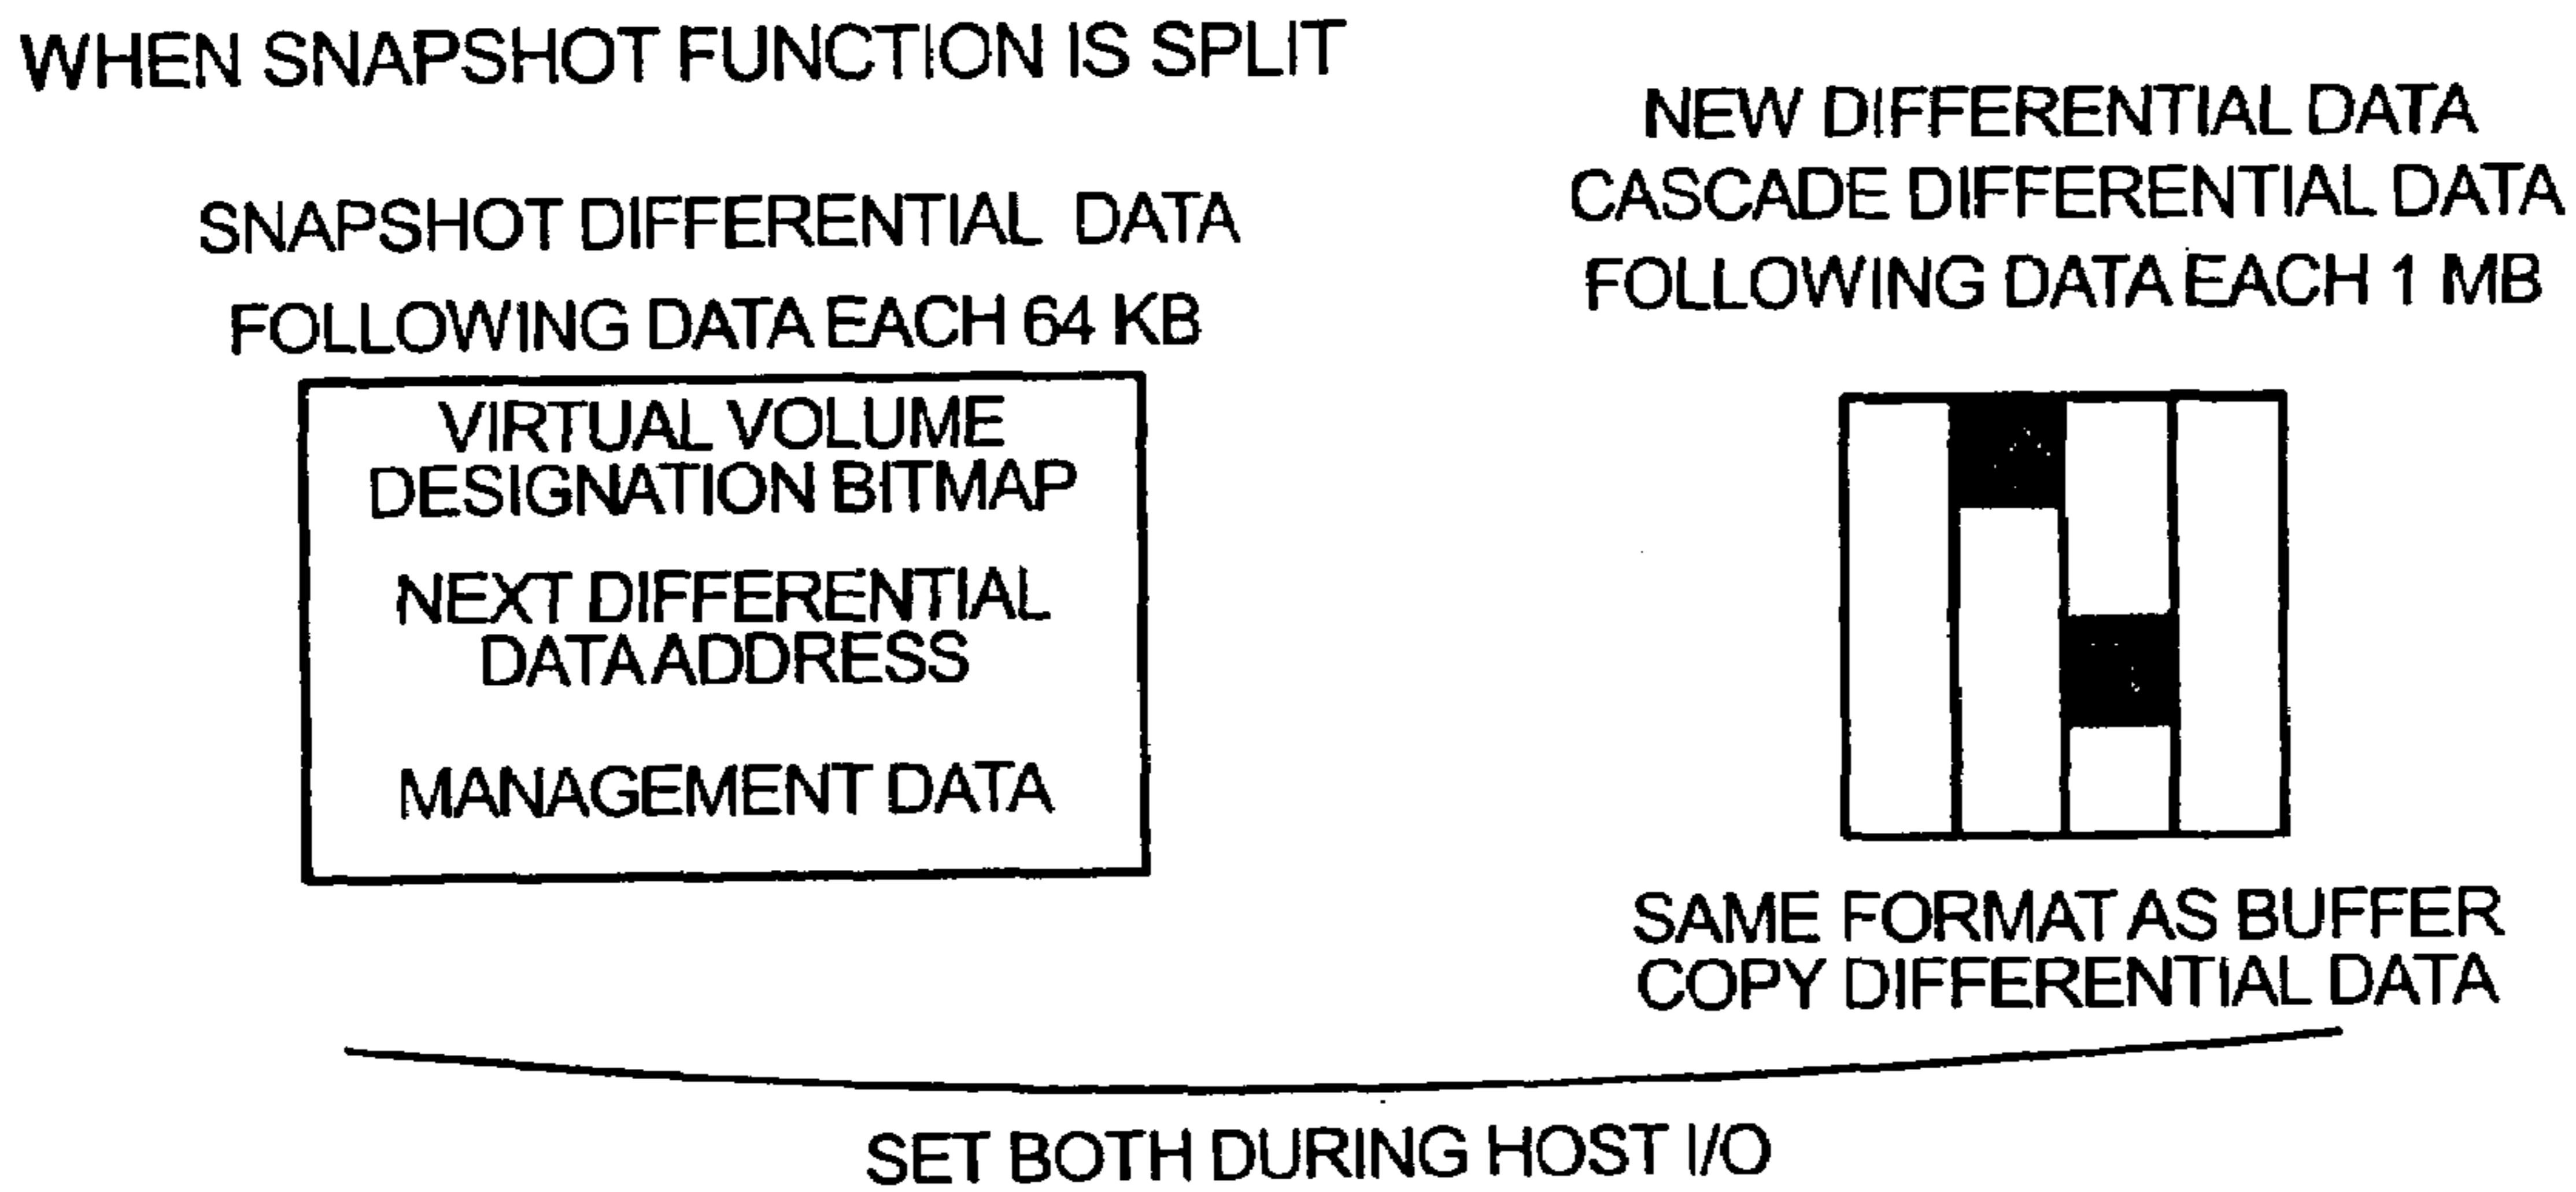 WHEN SNAPSHOT FUNCTION IS SPLIT
SNAPSHOT DIFFERENTIAL DATA
FOLLOWING DATA EACH 64 KB
VIRTUAL VOLUME
DESIGNATION BITMAP
NEXT DIFFERENTIAL
DATA ADDRESS
MANAGEMENT DATA
NEW DIFFERENTIAL DATA
CASCADE DIFFERENTIAL DATA
FOLLOWING DATA EACH 1 MB
SAME FORMAT AS BUFFER
COPY DIFFERENTIAL DATA
SET BOTH DURING HOST I/O